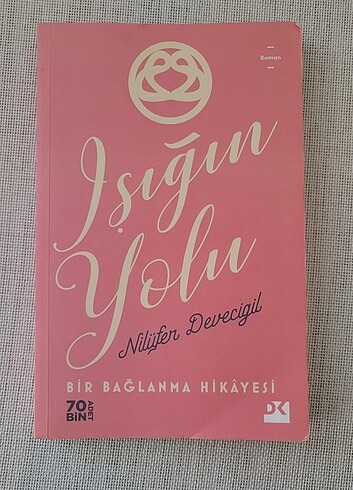 Roman
Işığın
Yolu
Nilüfer Devecigil
BİR BAĞLANMA HİKÂYESİ
70 BİN ADET
DK